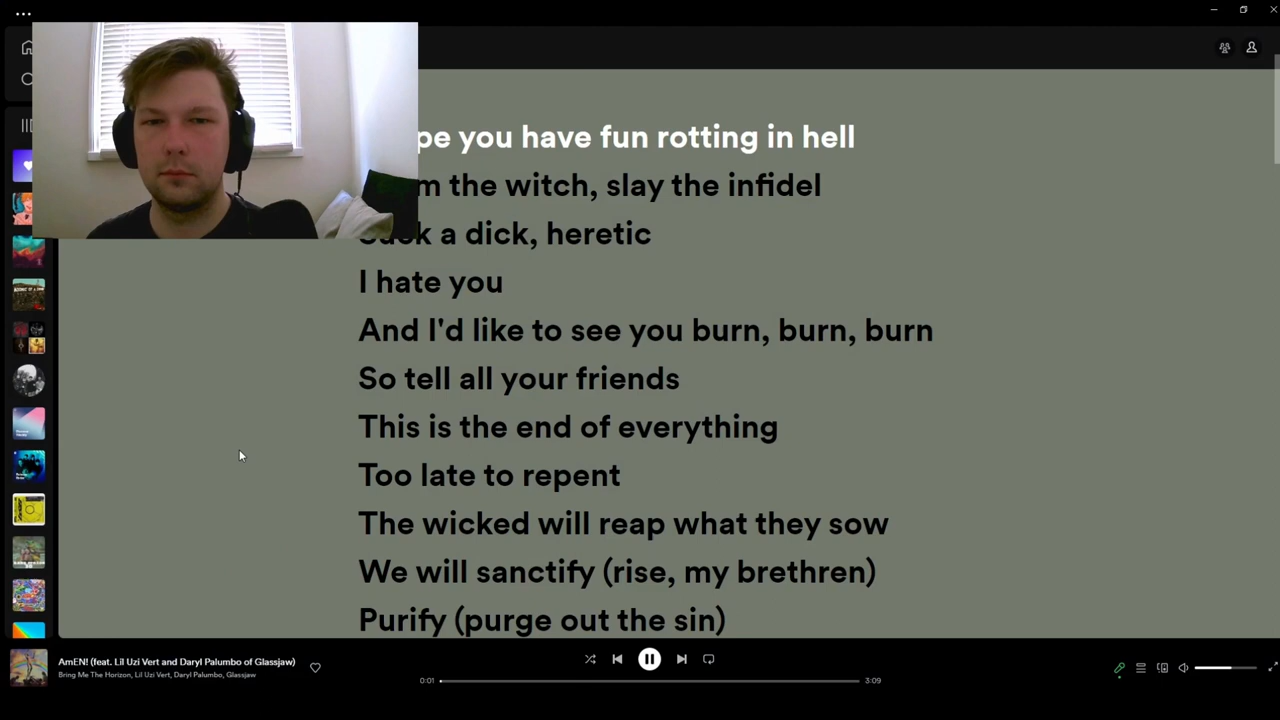 pe you have fun rotting in hell
m the witch, slay the infidel
Suck a dick, heretic
I hate you
And I'd like to see you burn, burn, burn
So tell all your friends
This is the end of everything
Too late to repent
The wicked will reap what they sow
We will sanctify (rise, my brethren)
Purify (purge out the sin)
AmEN! (feat. Lil Uzi Vert and Daryl Palumbo of Glassjaw)
Bring Me The Horizon, Lil Uzi Vert, Daryl Palumbo, Glassjaw
0:01
3:09